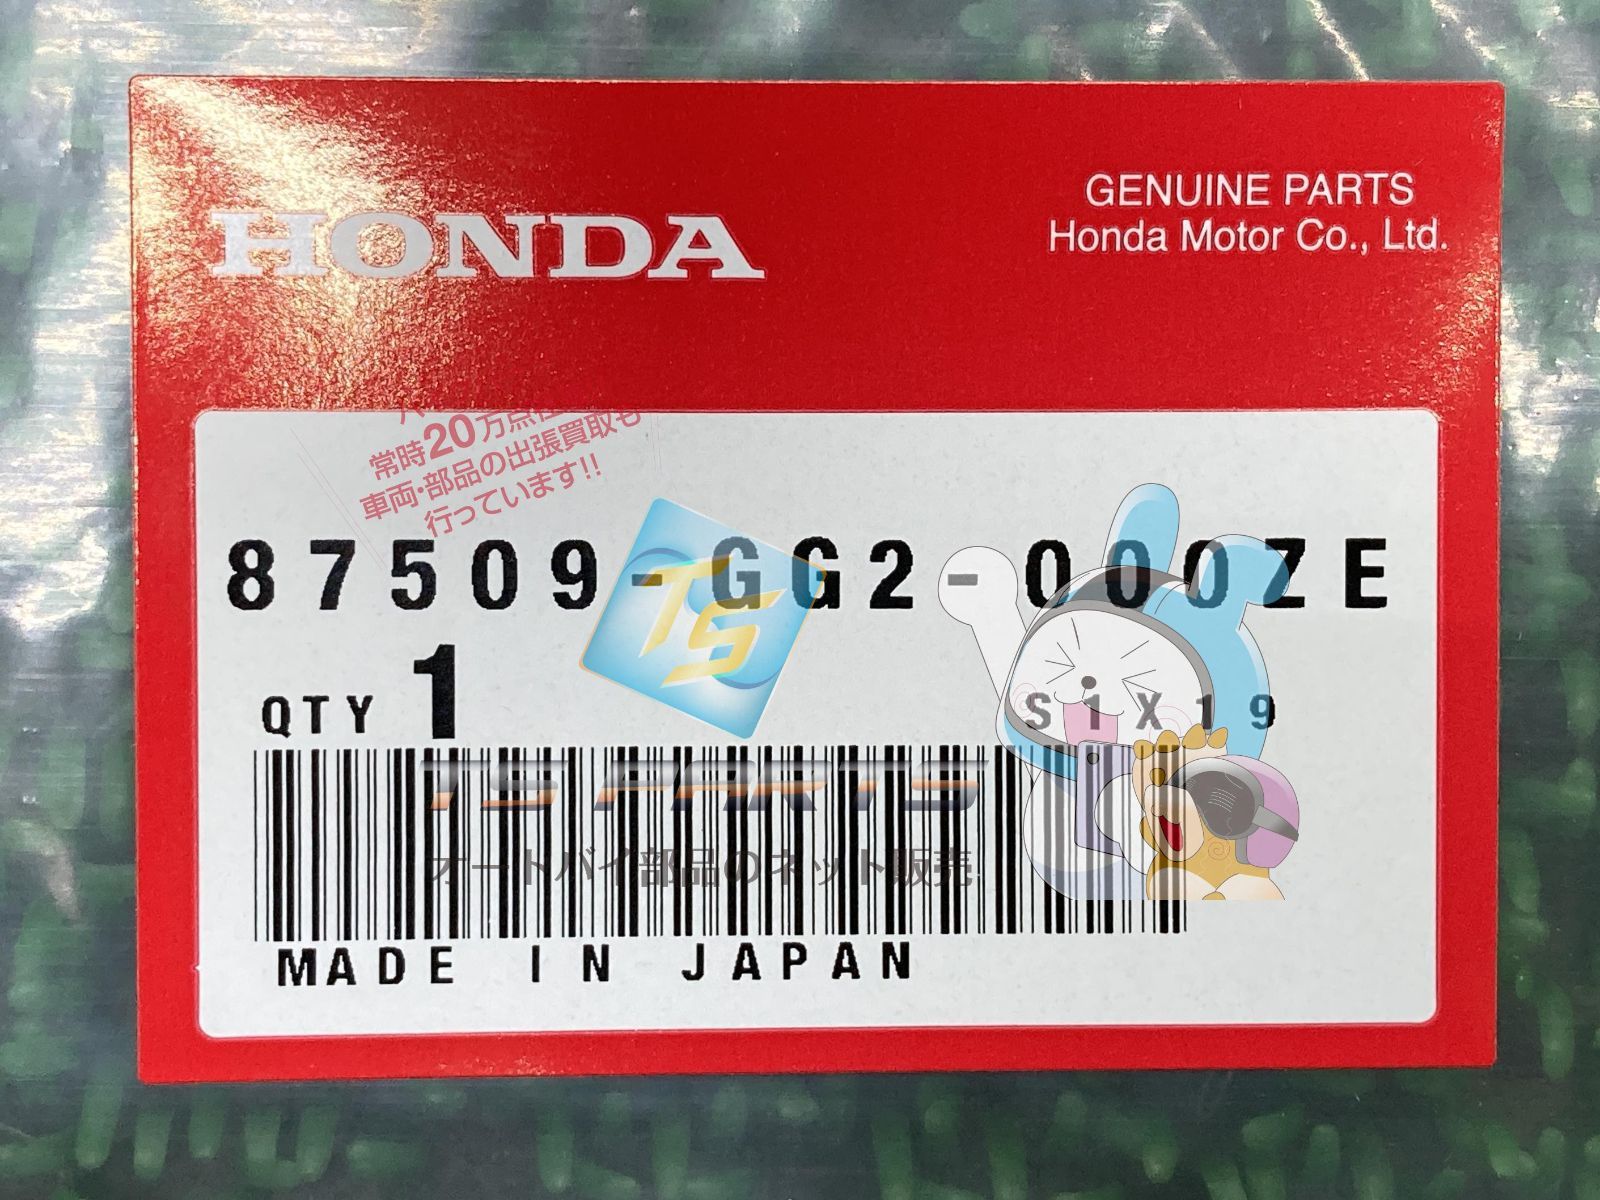 HONDA
GENUINE PARTS
Honda Motor Co., Ltd.
常時20万点
車両・部品の出張買取も
行っています!!
87509-GG2-000ZE
TS
QTY 1
S1X19
TS PARTS
オートバイ部品のネット販売
MADE IN JAPAN